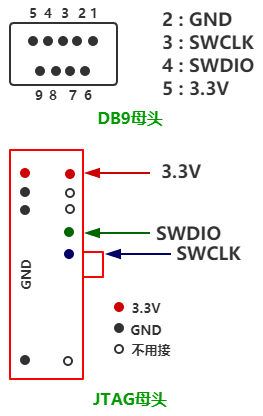 5 4 3 2 1
9 8 7 6
2 : GND
3 : SWCLK
4 : SWDIO
5 : 3.3V
DB9母头
3.3V
SWDIO
SWCLK
GND
3.3V
GND
不用接
JTAG母头